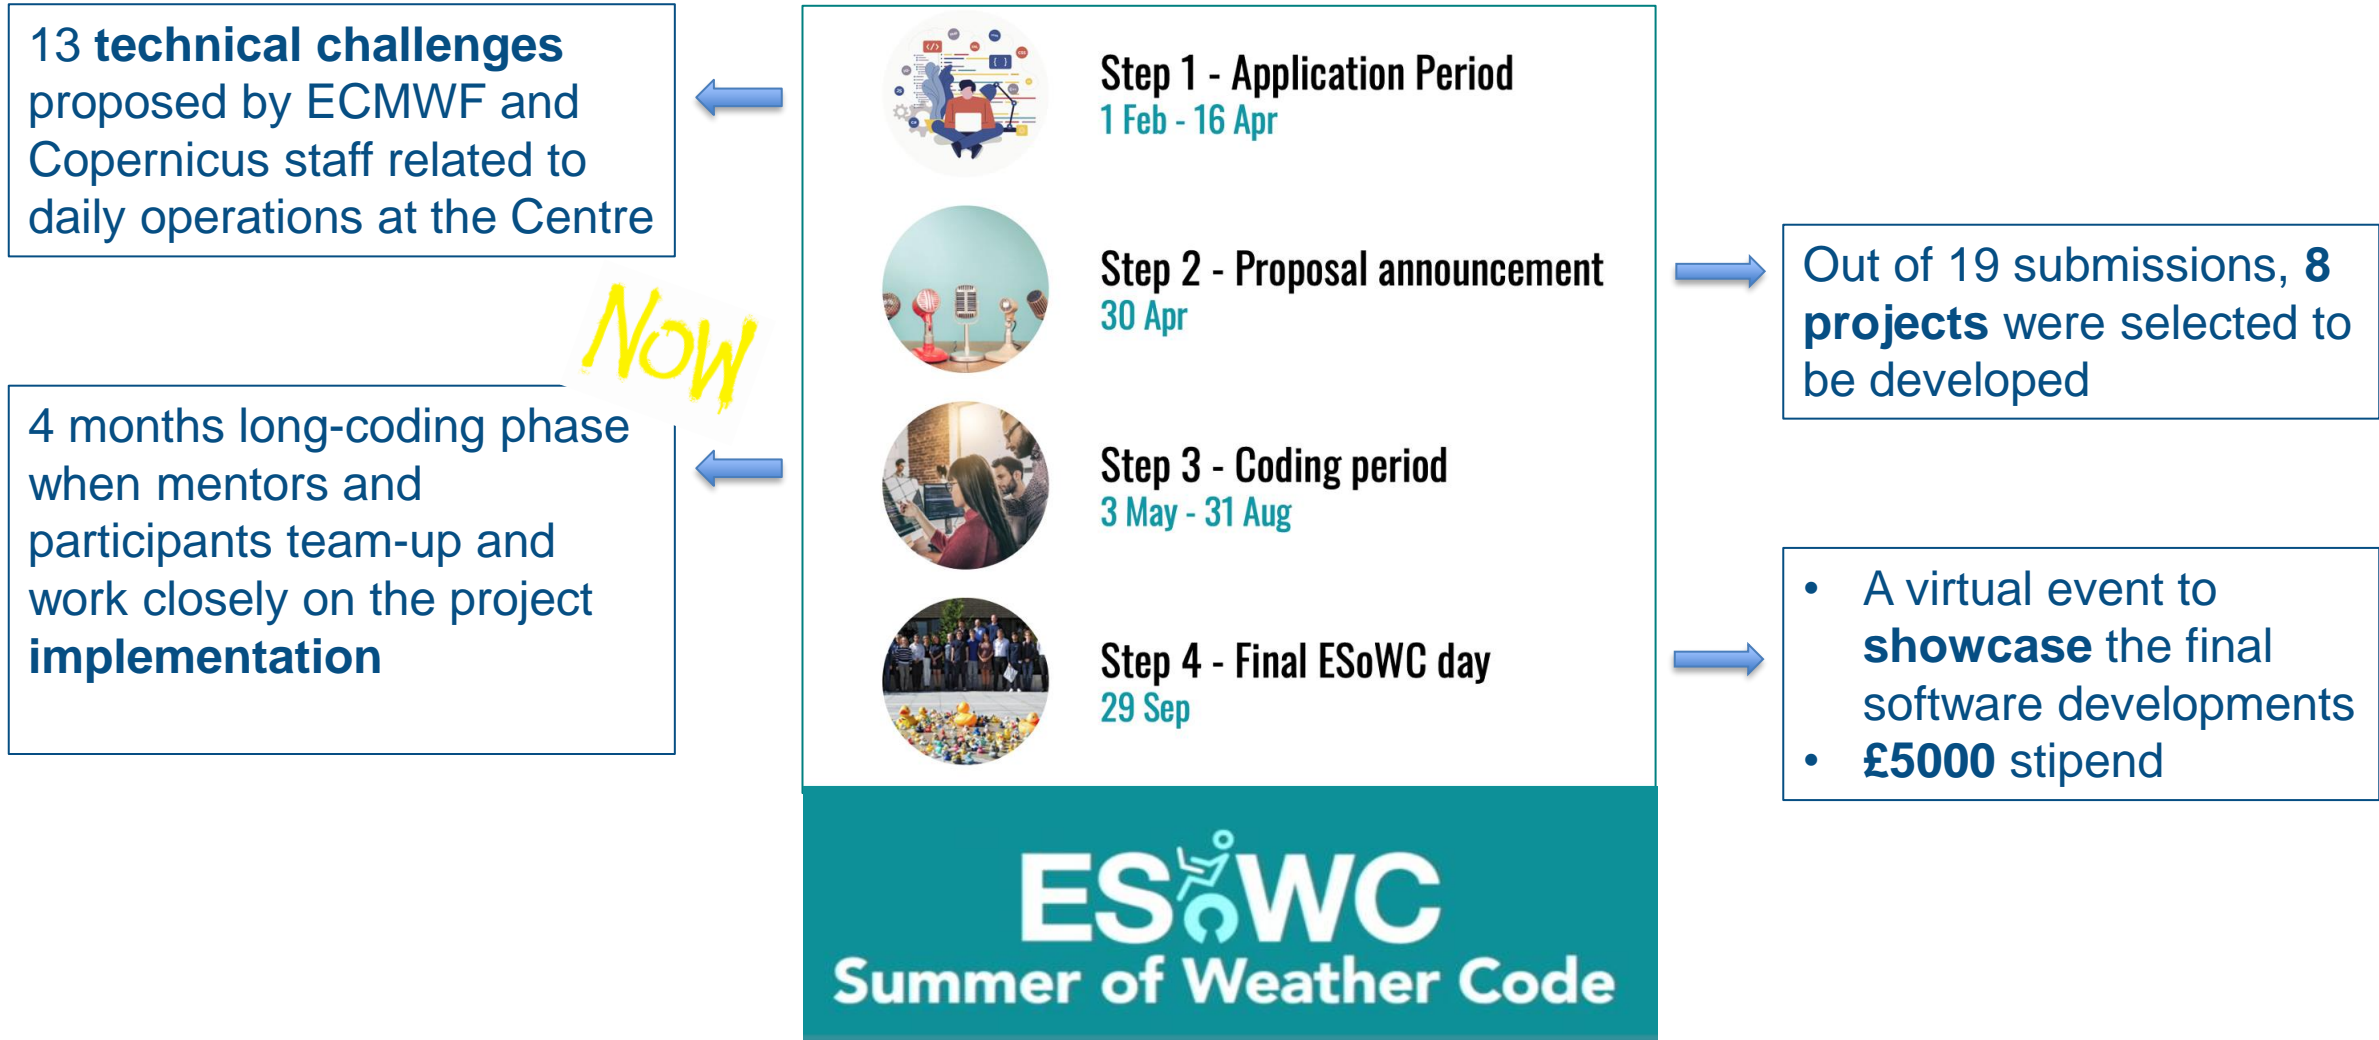 13 technical challenges
proposed by ECMWF and
Copernicus staff related to
daily operations at the Centre
Step 1 - Application Period
1 Feb - 16 Apr
Step 2 - Proposal announcement
30 Apr
Out of 19 submissions, 8
projects were selected to
be developed
NOW
4 months long-coding phase
when mentors and
participants team-up and
work closely on the project
implementation
Step 3 - Coding period
3 May - 31 Aug
Step 4 - Final ESoWC day
29 Sep
• A virtual event to
showcase the final
software developments
• £5000 stipend
ESoWC
Summer of Weather Code